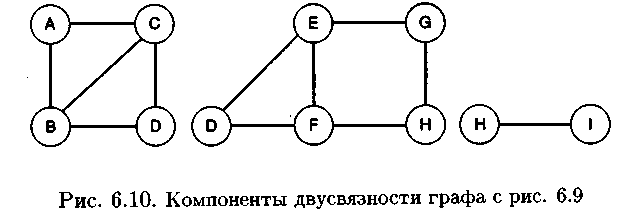 A C E G
B D D F H H I
Рис. 6.10. Компоненты двусвязности графа с рис. 6.9